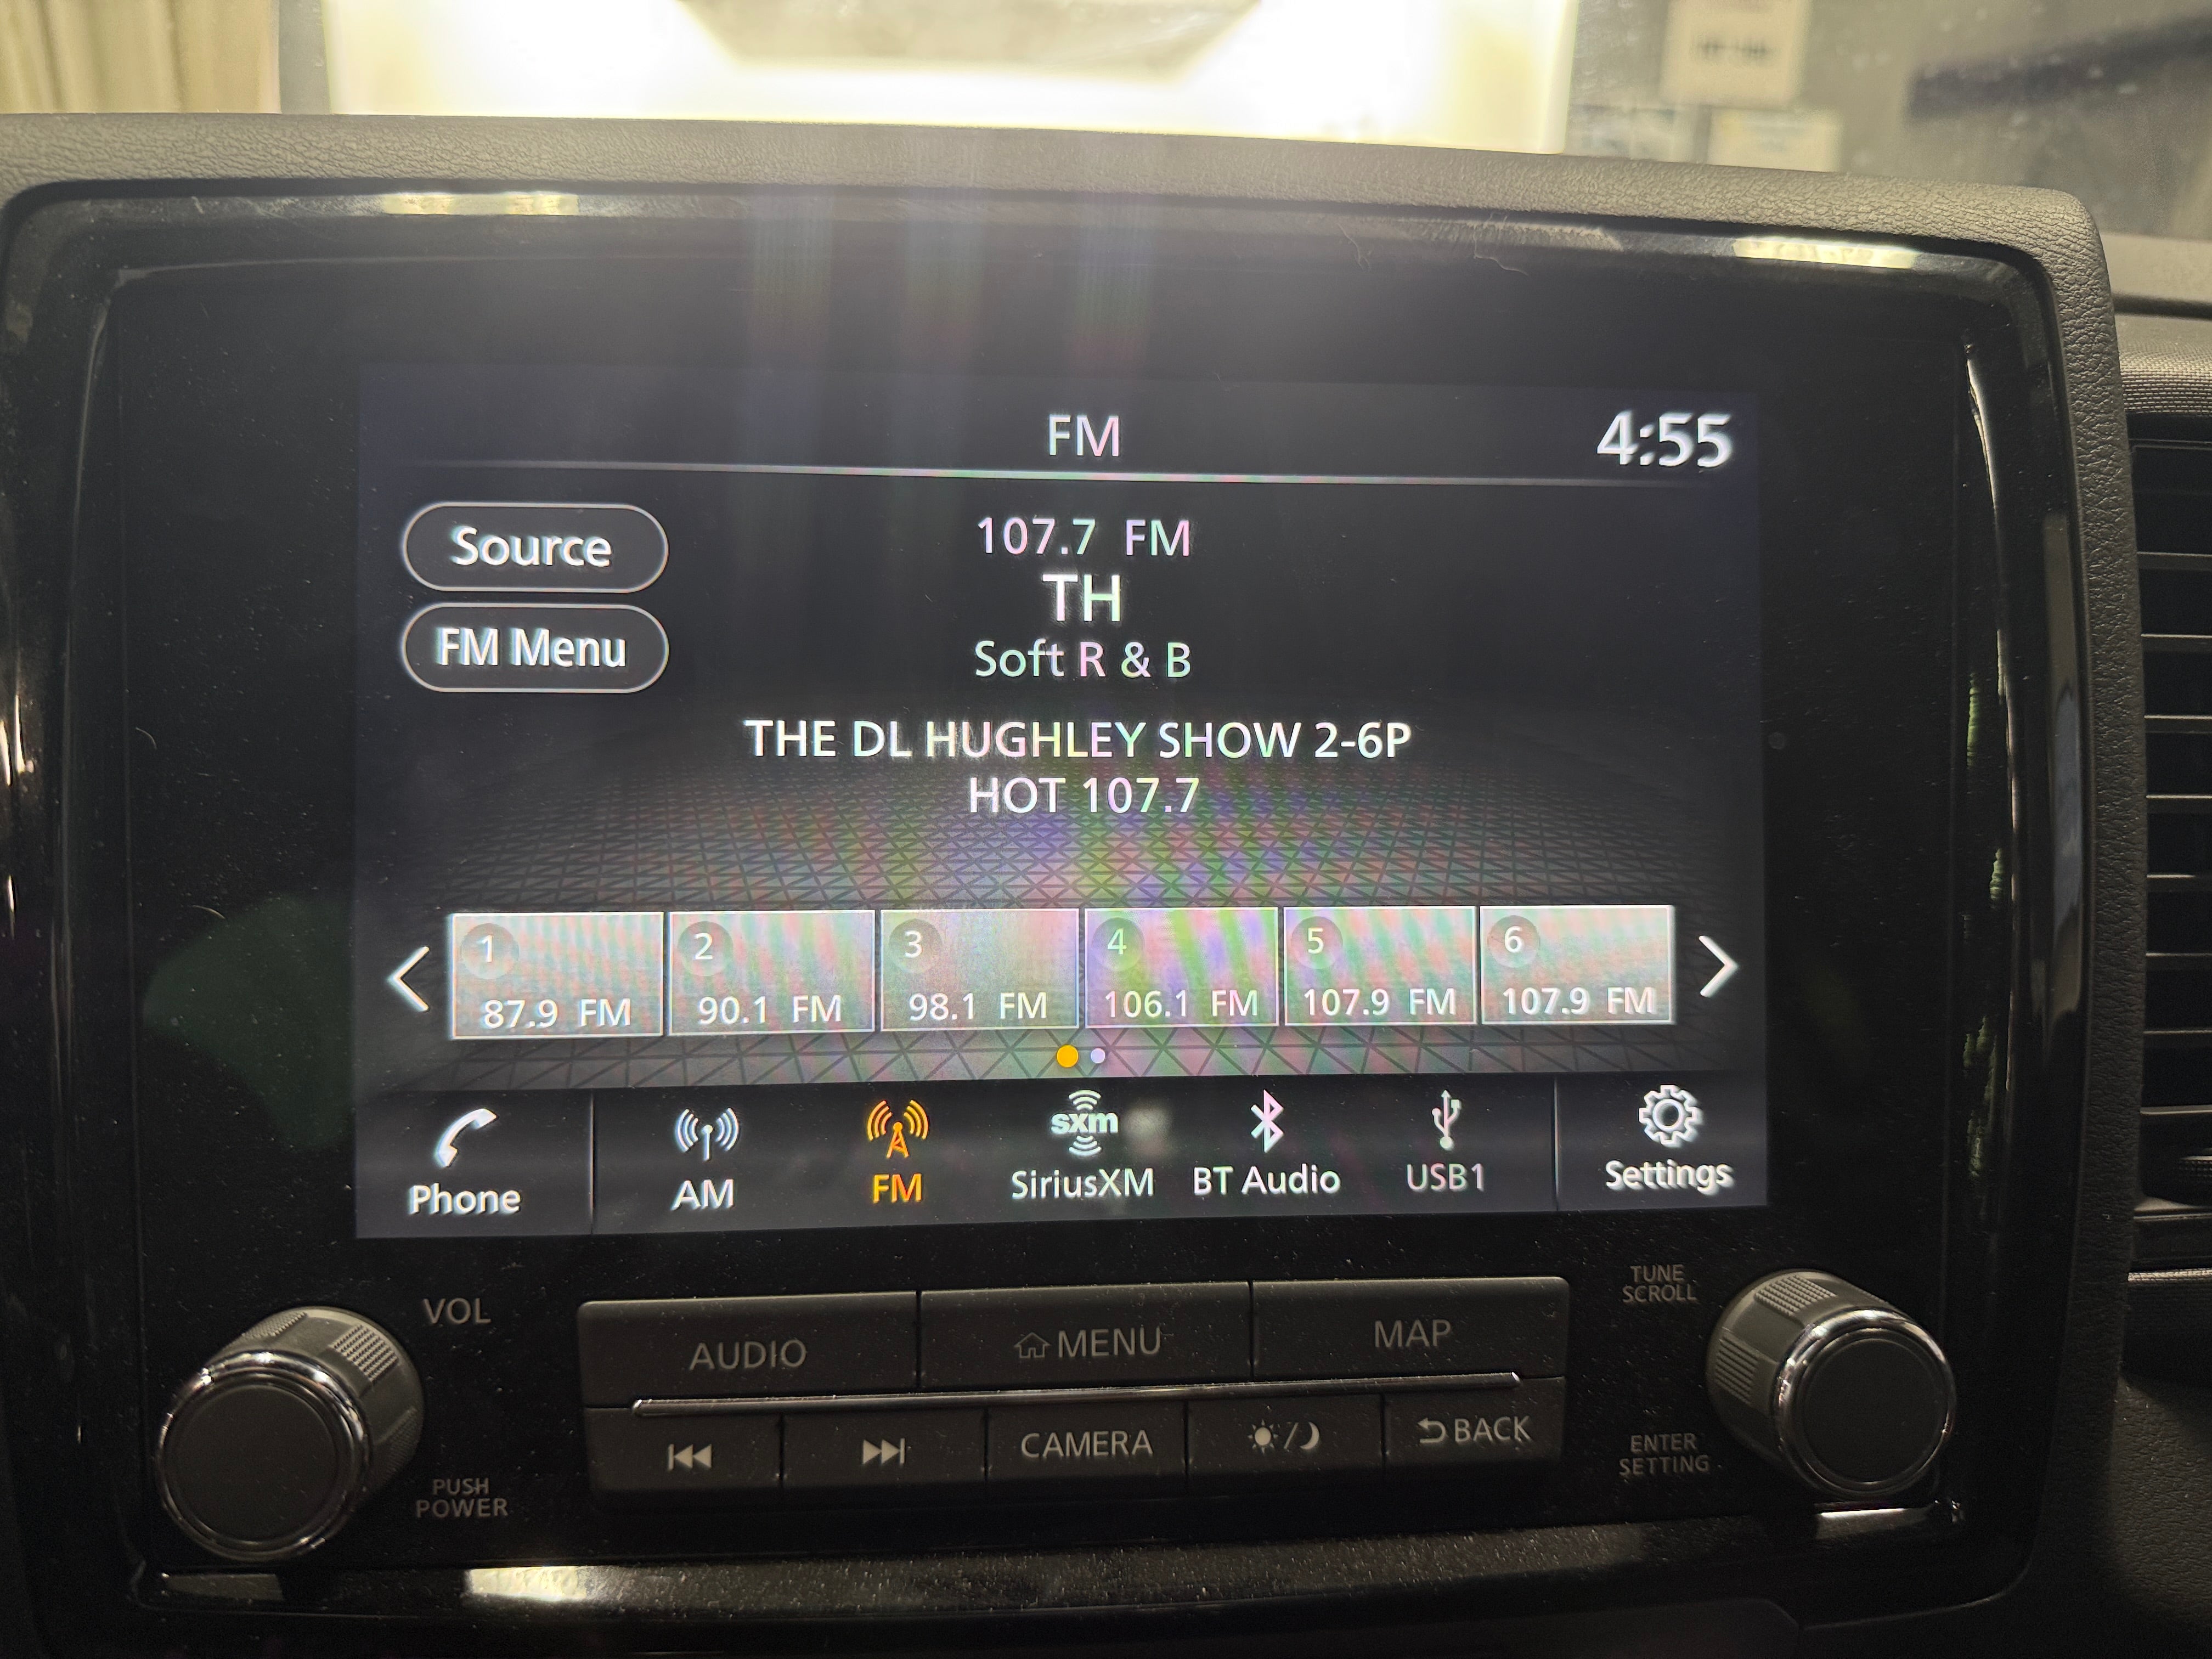 FM
4:55
Source
107.7 FM
TH
FM Menu
Soft R & B
THE DL HUGHLEY SHOW 2-6P
HOT 107.7
1
2
3
4
5
6
87.9 FM
90.1 FM
98.1 FM
106.1 FM
107.9 FM
107.9 FM
sxm
Phone
AM
FM
SiriusXM
BT Audio
USB1
Settings
VOL
AUDIO
MENU
MAP
TUNE
SCROLL
PUSH
POWER
CAMERA
/
BACK
ENTER
SETTING